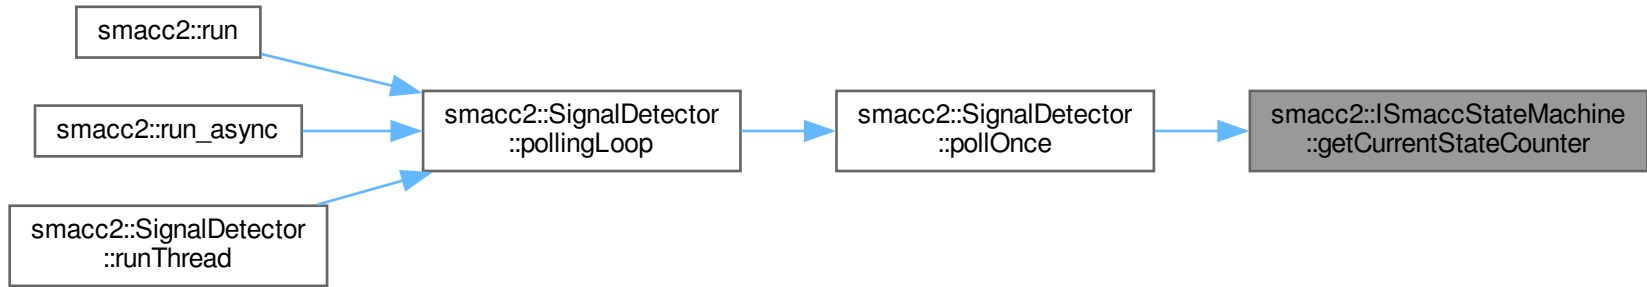 smacc2::run
smacc2::run_async
smacc2::SignalDetector
::runThread
smacc2::SignalDetector
::pollingLoop
smacc2::SignalDetector
::pollOnce
smacc2::ISmaccStateMachine
::getCurrentStateCounter